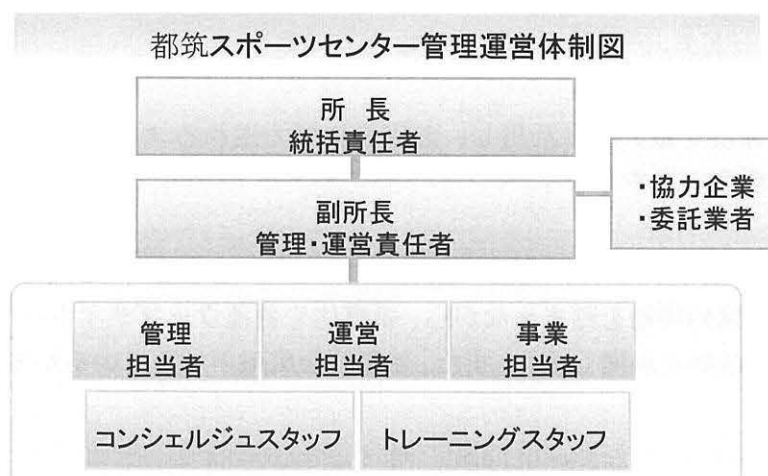 都筑スポーツセンター管理運営体制図
所 長
統括責任者
・協力企業
・委託業者
副所長
管理・運営責任者
管理
担当者
運営
担当者
事業
担当者
コンシェルジュスタッフ
トレーニングスタッフ